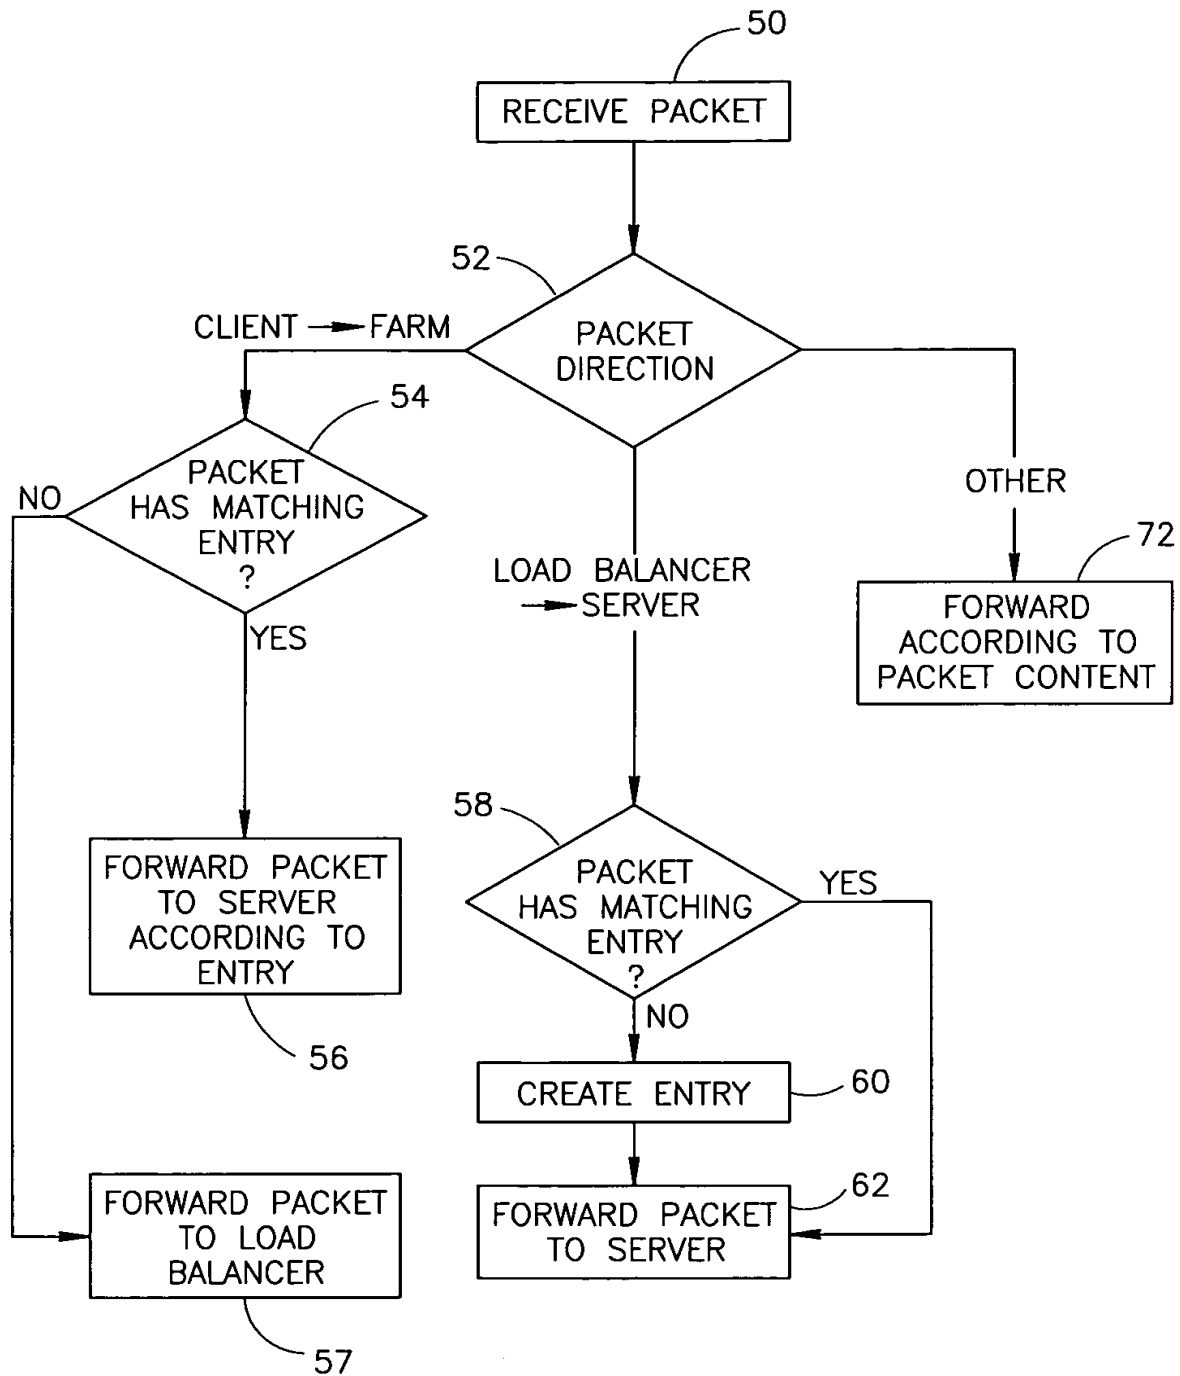 50
RECEIVE PACKET
52
PACKET
DIRECTION
CLIENT → FARM
54
PACKET
HAS MATCHING
ENTRY
?
NO
YES
OTHER
72
FORWARD
ACCORDING TO
PACKET CONTENT
LOAD BALANCER
→ SERVER
58
PACKET
HAS MATCHING
ENTRY
?
YES
NO
FORWARD PACKET
TO SERVER
ACCORDING TO
ENTRY
56
CREATE ENTRY
60
FORWARD PACKET
TO SERVER
62
FORWARD PACKET
TO LOAD
BALANCER
57